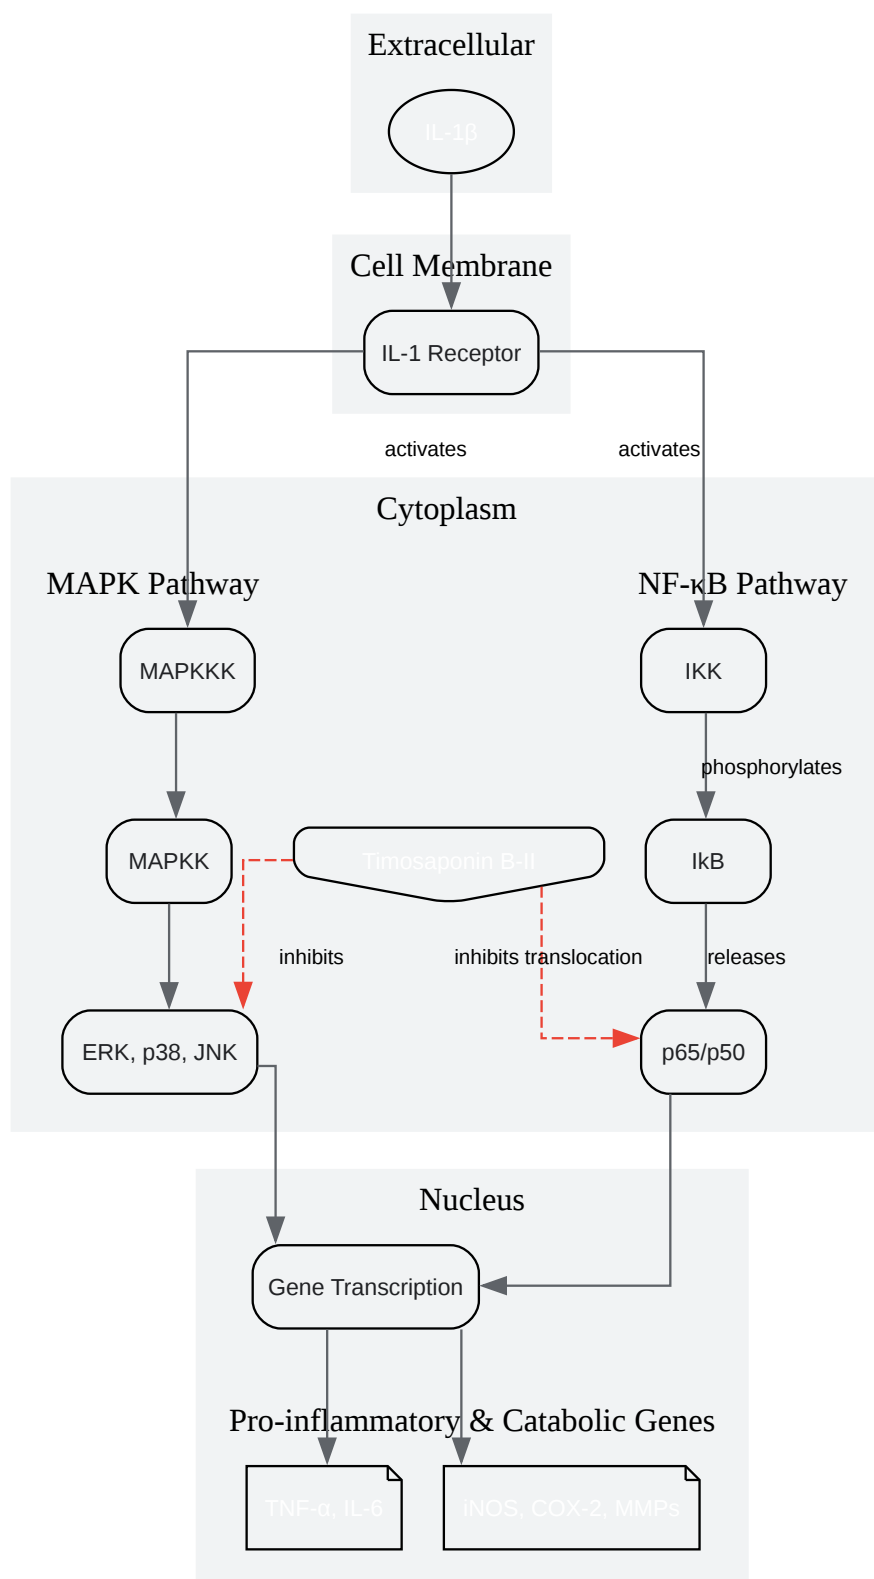 Extracellular
IL-1β
Cell Membrane
IL-1 Receptor
activates
activates
Cytoplasm
MAPK Pathway
NF-κB Pathway
MAPKKK
IKK
phosphorylates
MAPKK
Timosaponin B-II
IkB
inhibits
inhibits translocation
releases
ERK, p38, JNK
p65/p50
Nucleus
Gene Transcription
Pro-inflammatory & Catabolic Genes
TNF-α, IL-6
iNOS, COX-2, MMPs